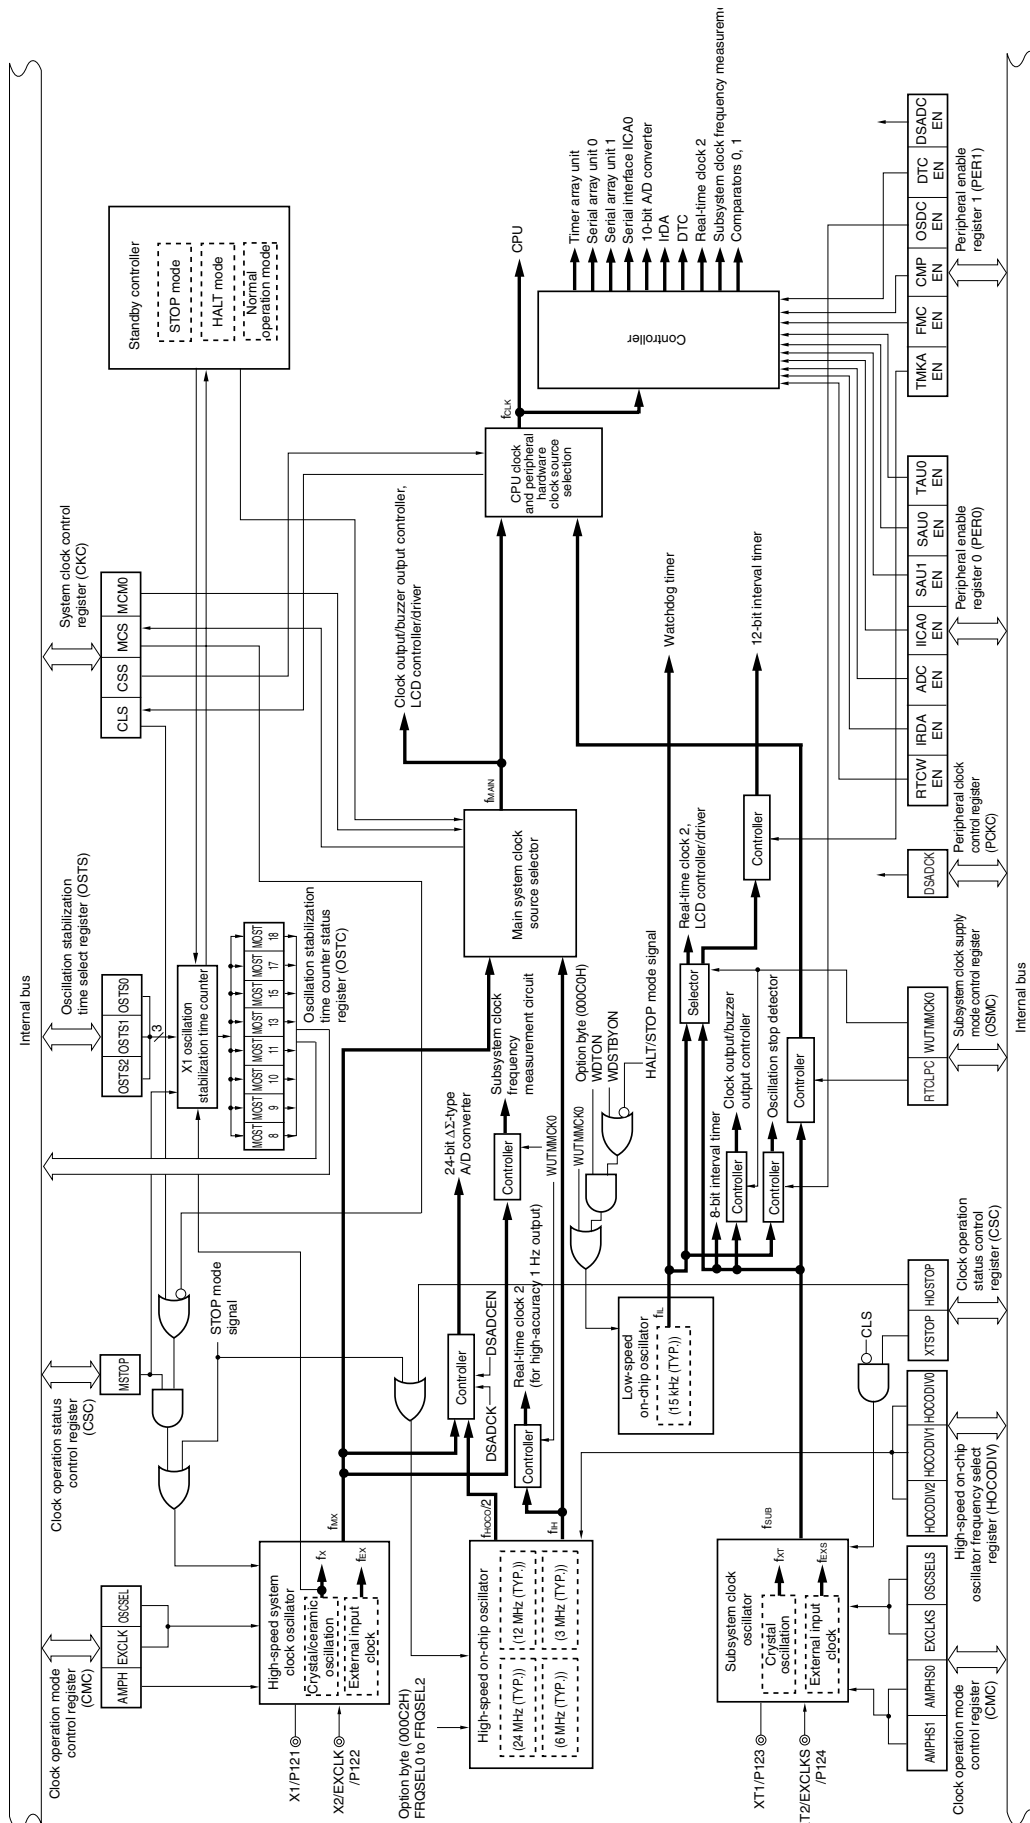 Internal bus
Clock operation mode
control register
(CMC)
AMPH
EXCLK
OSCSEL
Clock operation status
control register
(CSC)
MSTOP
Oscillation stabilization
time select register (OSTS)
OSTS2
OSTS1
OSTS0
3
X1 oscillation
stabilization time counter
MOST
8
MOST
9
MOST
10
MOST
11
MOST
13
MOST
15
MOST
17
MOST
18
Oscillation stabilization
time counter status
register (OSTC)
System clock control
register (CKC)
CLS
CSS
MCS
MCM0
Standby controller
STOP mode
HALT mode
Normal
operation mode
STOP mode
signal
X1/P121
X2/EXCLK
/P122
High-speed system
clock oscillator
Crystal/ceramic
oscillation
External input
clock
fX
fEX
fMX
Option byte (000C2H)
FRQSEL0 to FRQSEL2
High-speed on-chip oscillator
(24 MHz (TYP.))
(12 MHz (TYP.))
(6 MHz (TYP.))
(3 MHz (TYP.))
fHOCO/2
fIH
Controller
24-bit ΔΣ-type
A/D converter
DSADCK
DSADCEN
Controller
Real-time clock 2
(for high-accuracy 1 Hz output)
WUTMMCK0
Controller
Subsystem clock
frequency
measurement circuit
Main system clock
source selector
fMAIN
Clock output/buzzer output controller,
LCD controller/driver
CPU clock
and peripheral
hardware
clock source
selection
fCLK
CPU
Controller
Timer array unit
Serial array unit 0
Serial array unit 1
Serial interface IICA0
10-bit A/D converter
IrDA
DTC
Real-time clock 2
Subsystem clock frequency measurement
Comparators 0, 1
Option byte (000C0H)
WDTON
WDSTBYON
WUTMMCK0
HALT/STOP mode signal
Low-speed
on-chip oscillator
(15 kHz (TYP.))
fIL
Watchdog timer
Selector
Real-time clock 2,
LCD controller/driver
Controller
12-bit interval timer
8-bit interval timer
Controller
Clock output/buzzer
output controller
Controller
Oscillation stop detector
Controller
XT1/P123
XT2/EXCLKS
/P124
Subsystem clock
oscillator
Crystal
oscillation
External input
clock
fXT
fEXS
fSUB
CLS
AMPHS1
AMPHS0
EXCLKS
OSCSELS
Clock operation mode
control register
(CMC)
HOCODIV2
HOCODIV1
HOCODIV0
High-speed on-chip
oscillator frequency select
register (HOCODIV)
XTSTOP
HIOSTOP
Clock operation
status control
register (CSC)
RTCLPC
WUTMMCK0
Subsystem clock supply
mode control register
(OSMC)
DSADCK
Peripheral clock
control register
(PCKC)
RTCW
EN
IRDA
EN
ADC
EN
IICA0
EN
SAU1
EN
SAU0
EN
TAU0
EN
Peripheral enable
register 0 (PER0)
TMKA
EN
FMC
EN
CMP
EN
OSDC
EN
DTC
EN
DSADC
EN
Peripheral enable
register 1 (PER1)
Internal bus